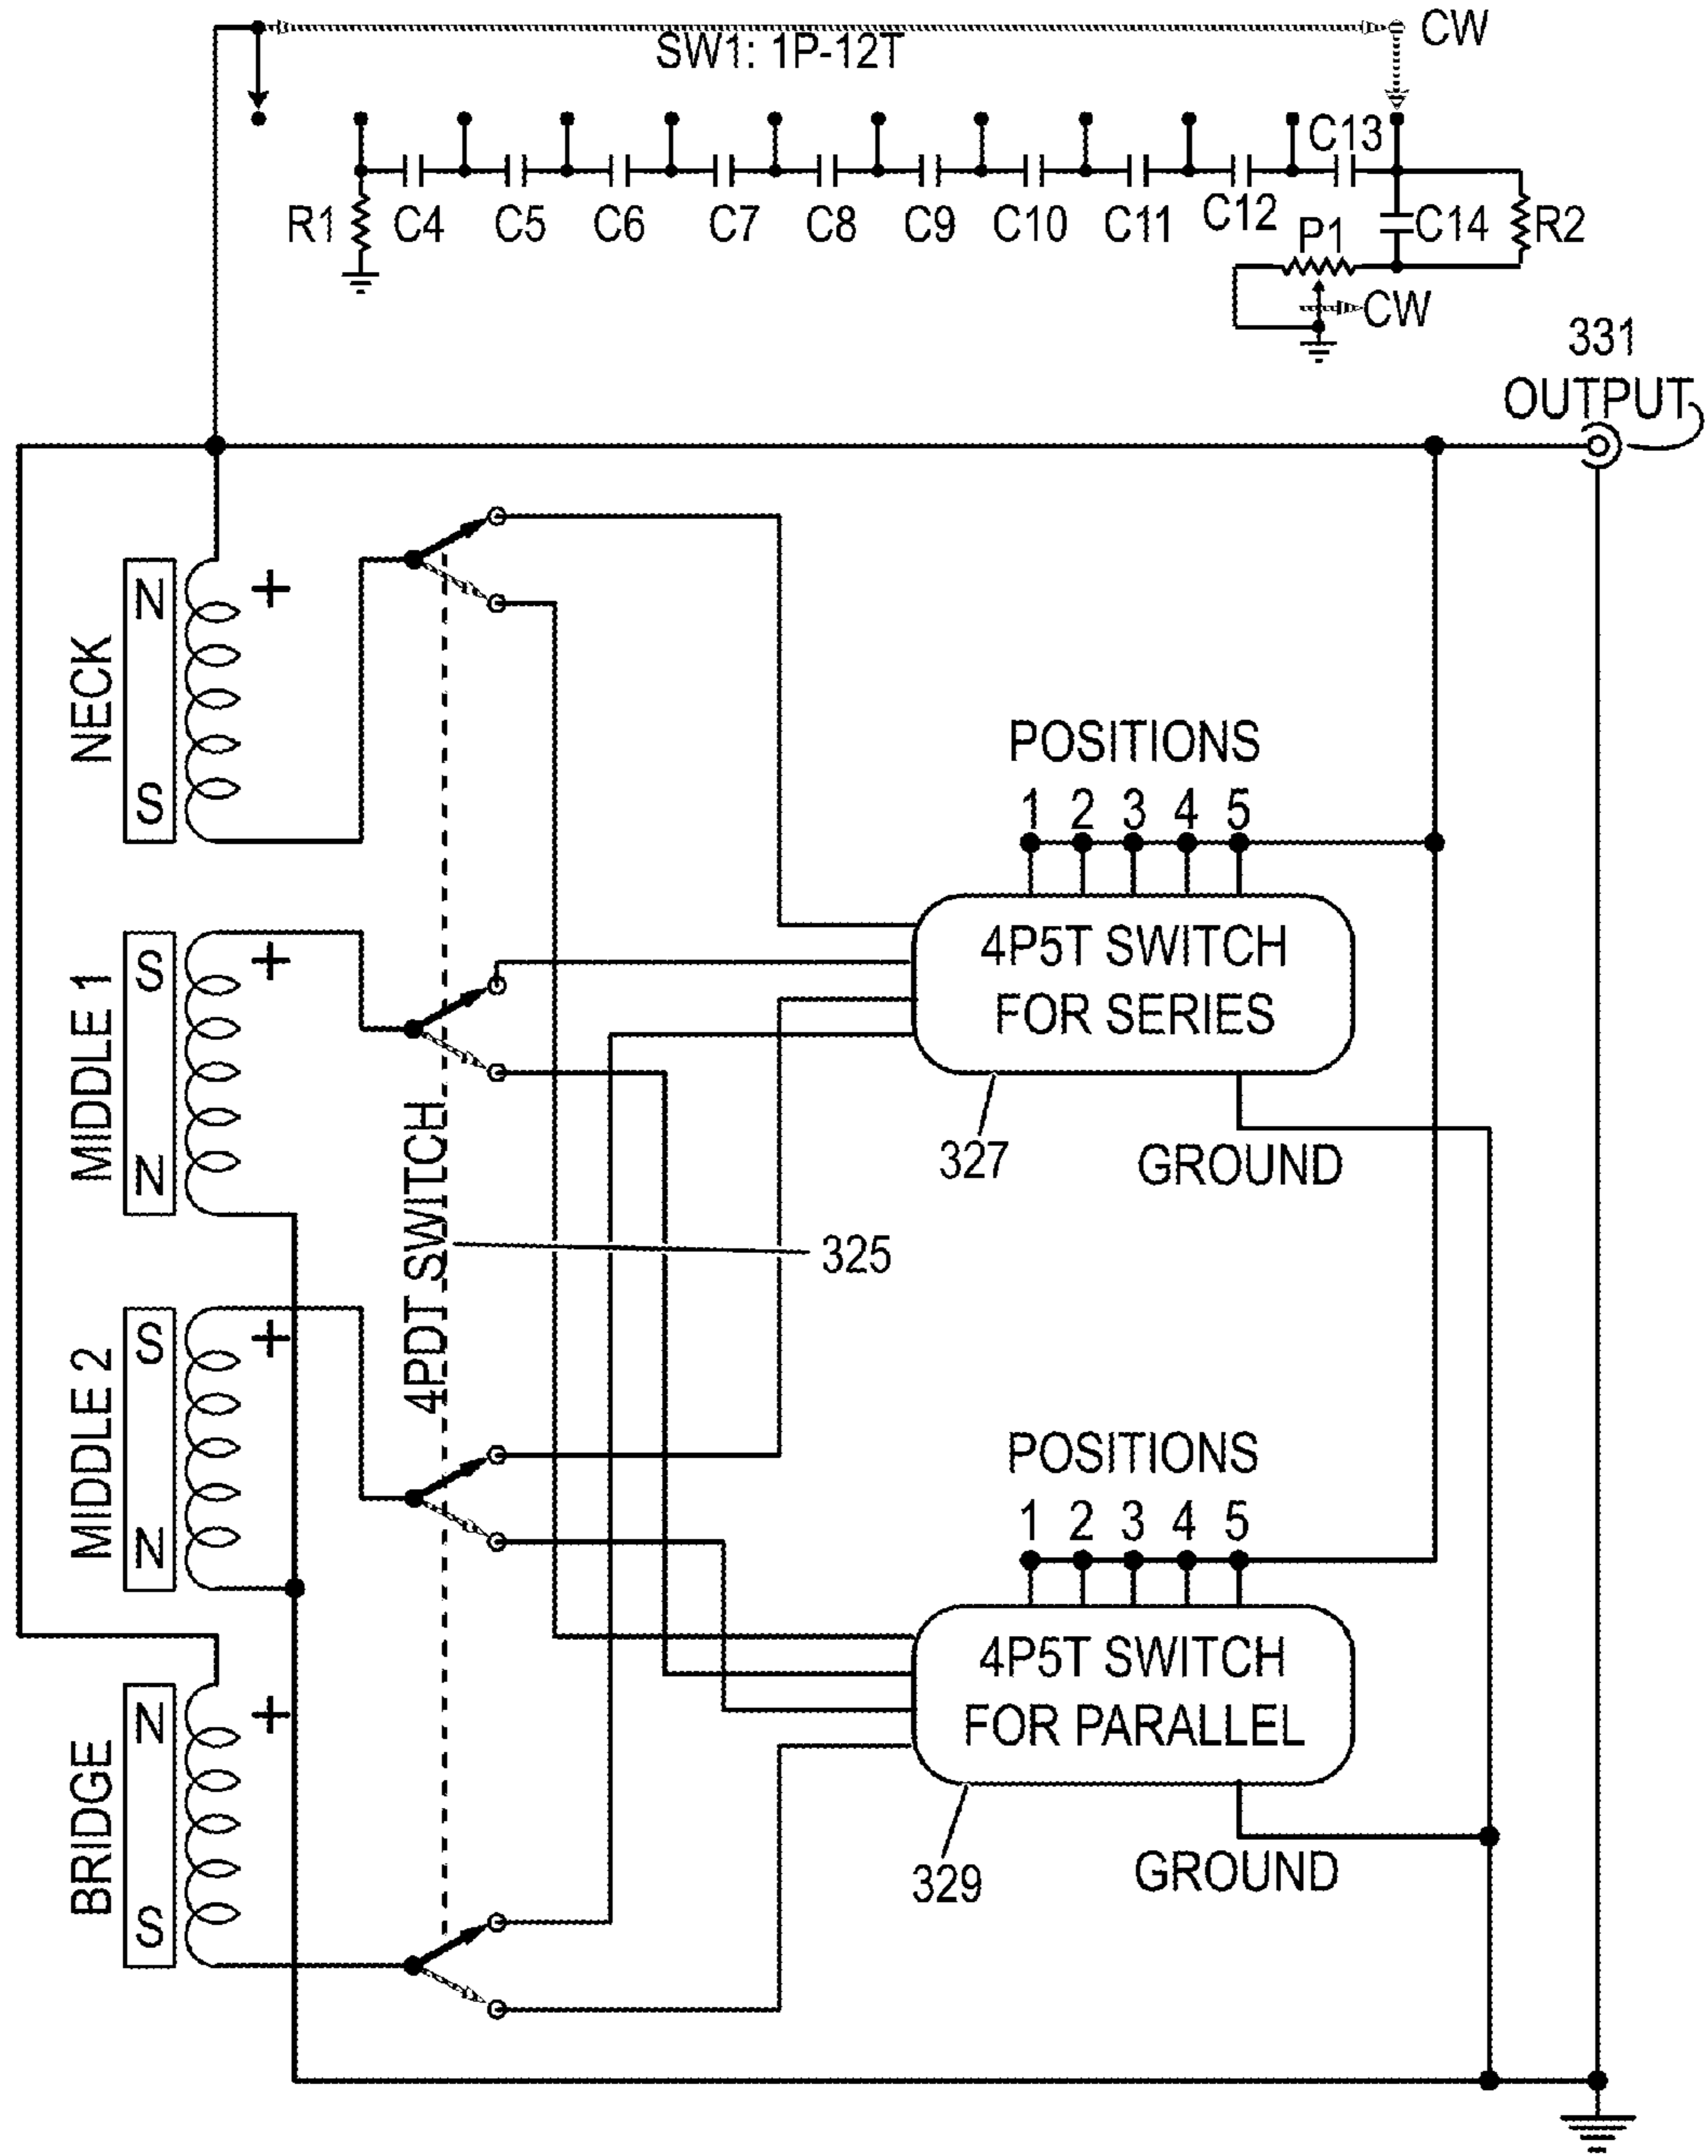 CW
SW1: 1P-12T
C13
R1 C4 C5 C6 C7 C8 C9 C10 C11 C12 P1 C14 R2
CW
331
OUTPUT
N
+
NECK
S
POSITIONS
1 2 3 4 5
4P5T SWITCH
FOR SERIES
S
+
MIDDLE 1
N
327
GROUND
4PDT SWITCH
325
S
+
MIDDLE 2
N
POSITIONS
1 2 3 4 5
4P5T SWITCH
FOR PARALLEL
N
+
BRIDGE
S
329
GROUND